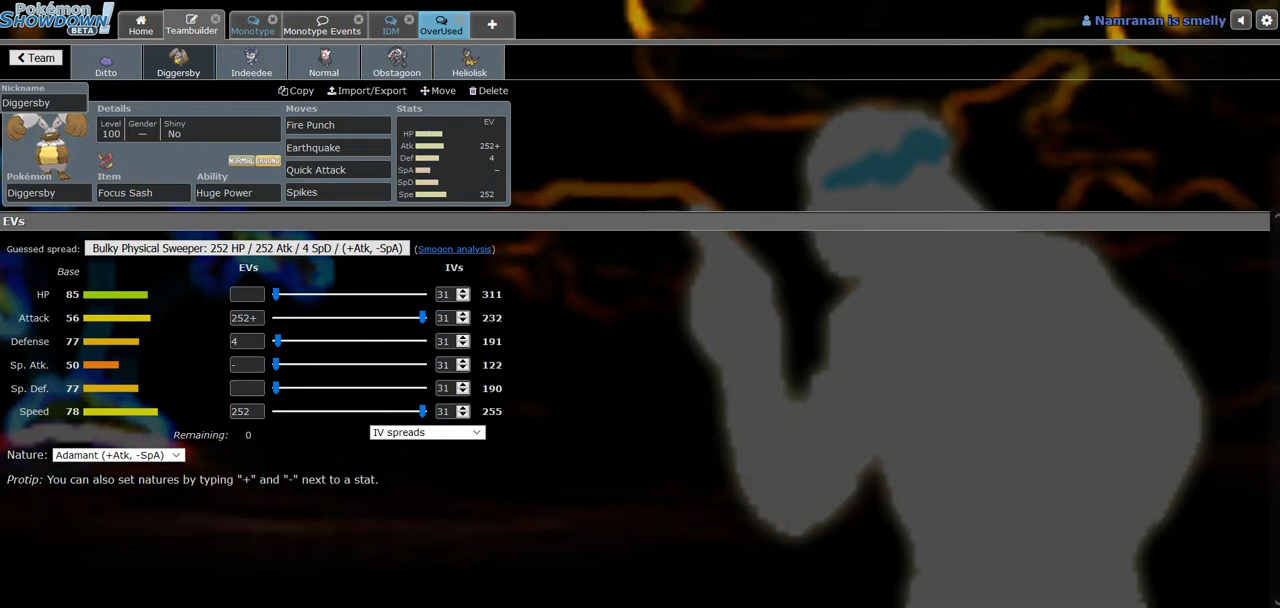 Pokémon
SHOWDOWN!
BETA
Home
Teambuilder
Monotype
Monotype Events
IDM
OverUsed
+
Namranan is smelly
Team
Ditto
Diggersby
Indeedee
Normal
Obstagoon
Heliolisk
Copy
Import/Export
Move
Delete
Nickname
Diggersby
Pokémon
Diggersby
Details
Level
100
Gender
—
Shiny
No
NORMAL GROUND
Item
Focus Sash
Ability
Huge Power
Moves
Fire Punch
Earthquake
Quick Attack
Spikes
Stats
EV
HP
Atk 252+
Def 4
SpA –
SpD
Spe 252
EVs
Guessed spread: Bulky Physical Sweeper: 252 HP / 252 Atk / 4 SpD / (+Atk, -SpA) (Smogon analysis)
Base EVs IVs
HP 85 31 311
Attack 56 252+ 31 232
Defense 77 4 31 191
Sp. Atk. 50 - 31 122
Sp. Def. 77 31 190
Speed 78 252 31 255
Remaining: 0 IV spreads
Nature: Adamant (+Atk, -SpA)
Protip: You can also set natures by typing "+" and "-" next to a stat.